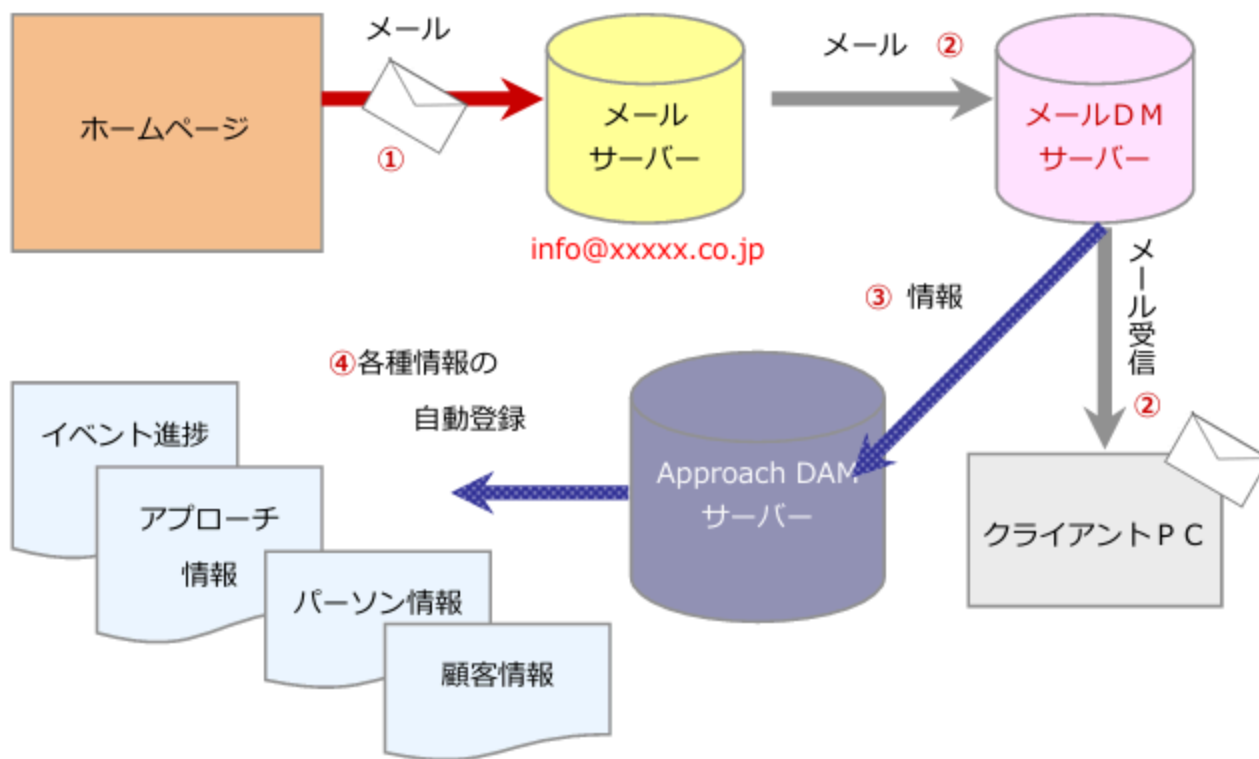 メール
①
ホームページ
メール
サーバー
info@xxxxx.co.jp
メール ②
メールＤＭ
サーバー
③ 情報
メール受信
②
クライアントＰＣ
Approach DAM
サーバー
④各種情報の
自動登録
イベント進捗
アプローチ
情報
パーソン情報
顧客情報